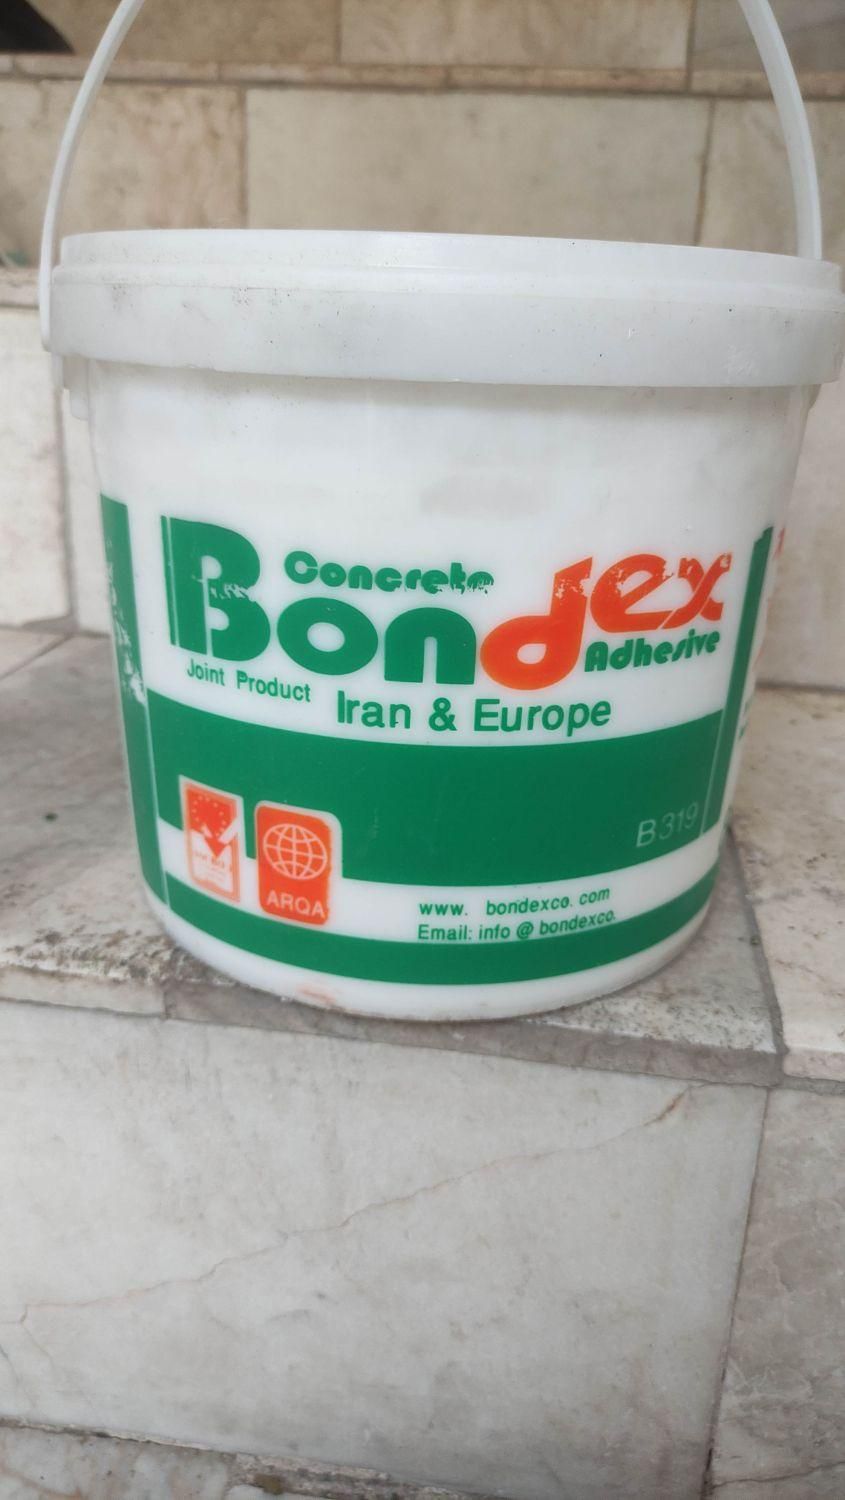 Concrete
Bondex
Adhesive
Joint Product
Iran & Europe
B319
ARQA
www. bondexco. com
Email: info @ bondexco.